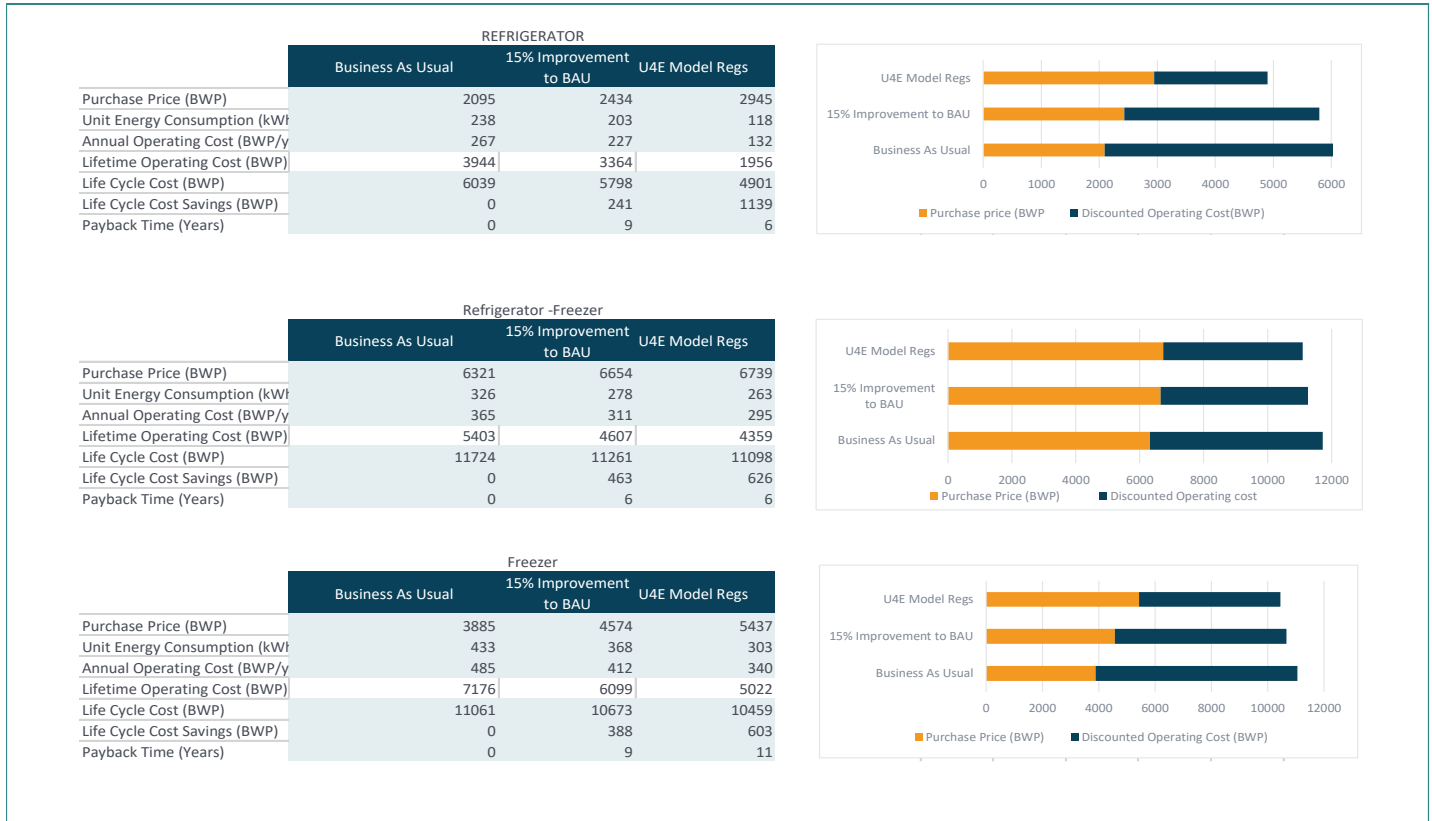 REFRIGERATOR
Business As Usual 15% Improvement to BAU U4E Model Regs
Purchase Price (BWP) 2095 2434 2945
Unit Energy Consumption (kWh 238 203 118
Annual Operating Cost (BWP/y 267 227 132
Lifetime Operating Cost (BWP) 3944 3364 1956
Life Cycle Cost (BWP) 6039 5798 4901
Life Cycle Cost Savings (BWP) 0 241 1139
Payback Time (Years) 0 9 6
U4E Model Regs
15% Improvement to BAU
Business As Usual
0 1000 2000 3000 4000 5000 6000
Purchase price (BWP Discounted Operating Cost(BWP)
Refrigerator -Freezer
Business As Usual 15% Improvement to BAU U4E Model Regs
Purchase Price (BWP) 6321 6654 6739
Unit Energy Consumption (kWh 326 278 263
Annual Operating Cost (BWP/y 365 311 295
Lifetime Operating Cost (BWP) 5403 4607 4359
Life Cycle Cost (BWP) 11724 11261 11098
Life Cycle Cost Savings (BWP) 0 463 626
Payback Time (Years) 0 6 6
U4E Model Regs
15% Improvement
to BAU
Business As Usual
0 2000 4000 6000 8000 10000 12000
Purchase Price (BWP) Discounted Operating cost
Freezer
Business As Usual 15% Improvement to BAU U4E Model Regs
Purchase Price (BWP) 3885 4574 5437
Unit Energy Consumption (kWh 433 368 303
Annual Operating Cost (BWP/y 485 412 340
Lifetime Operating Cost (BWP) 7176 6099 5022
Life Cycle Cost (BWP) 11061 10673 10459
Life Cycle Cost Savings (BWP) 0 388 603
Payback Time (Years) 0 9 11
U4E Model Regs
15% Improvement to BAU
Business As Usual
0 2000 4000 6000 8000 10000 12000
Purchase Price (BWP) Discounted Operating Cost (BWP)